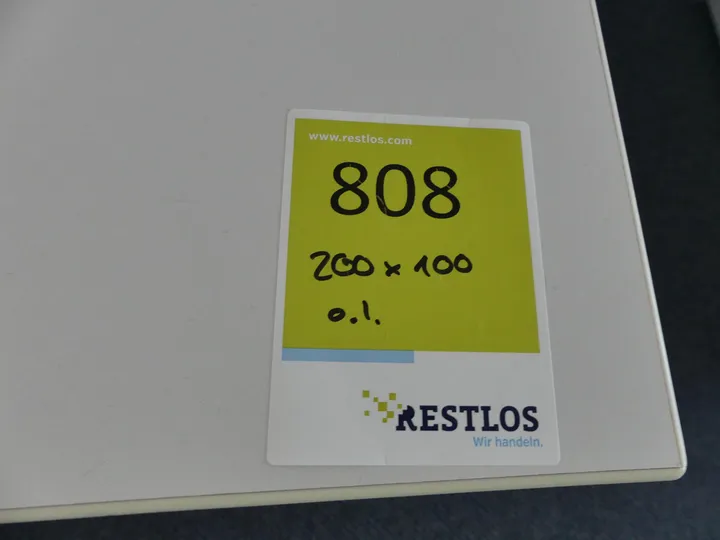 www.restlos.com
808
200 x 100
o.l.
RESTLOS
Wir handeln.